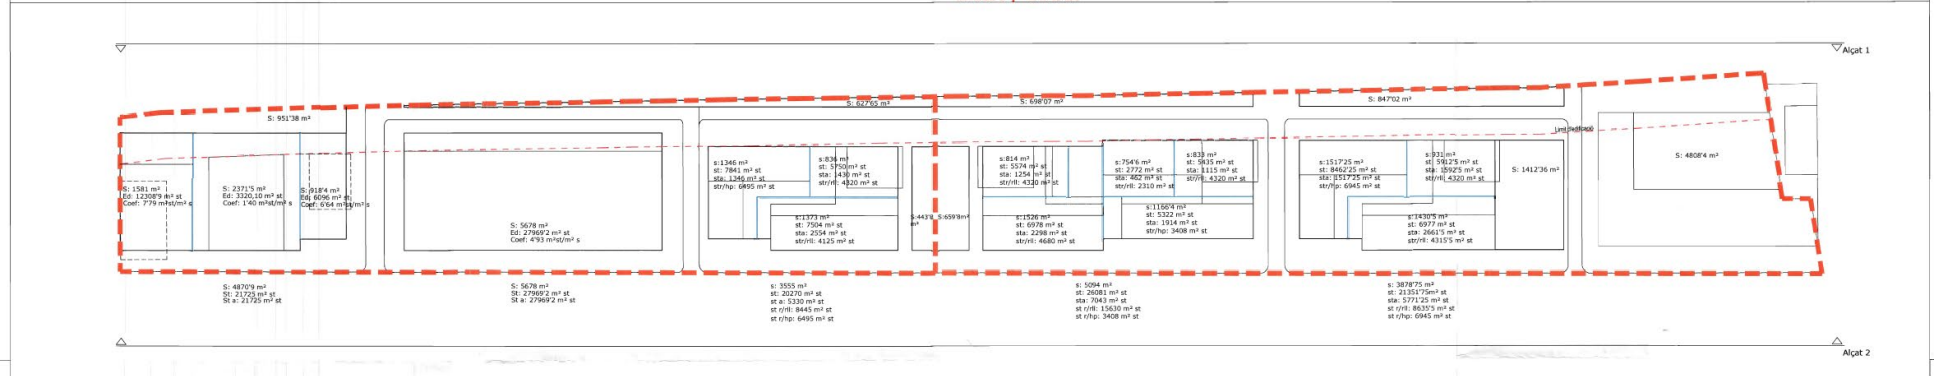 Alçat 1
S: 951'38 m²
S: 627'65 m²
S: 698'07 m²
S: 847'02 m²
Límit d'edificació
S: 1581 m²
Ed: 12308'9 m² st
Coef: 7'79 m²st/m² s
S: 2371'5 m²
Ed: 3320,10 m² st
Coef: 1'40 m²st/m² s
S: 918'4 m²
Ed: 6096 m² st
Coef: 6'64 m²st/m² s
S: 5678 m²
Ed: 27969'2 m² st
Coef: 4'93 m²st/m² s
s:1346 m²
st: 7841 m² st
sta: 1346 m² st
str/hp: 6495 m² st
s:836 m²
st: 5750 m² st
sta: 1430 m² st
str/rll: 4320 m² st
s:1373 m²
st: 7504 m² st
sta: 2554 m² st
str/rll: 4125 m² st
S:659'8m²
s:814 m²
st: 5574 m² st
sta: 1254 m² st
str/rll: 4320 m² st
s:754'6 m²
st: 2772 m² st
sta: 462 m² st
str/rll: 2310 m² st
s:833 m²
st: 5435 m² st
sta: 1115 m² st
str/rll: 4320 m² st
s:1526 m²
st: 6978 m² st
sta: 2298 m² st
str/rll: 4680 m² st
s:1166'4 m²
st: 5322 m² st
sta: 1914 m² st
str/hp: 3408 m² st
s:1517'25 m²
st: 8462'25 m² st
sta: 1517'25 m² st
str/hp: 6945 m² st
s:931 m²
st: 5912'5 m² st
sta: 1592'5 m² st
str/rll: 4320 m² st
S: 1412'36 m²
s:1430'5 m²
st: 6977 m² st
sta: 2661'5 m² st
str/rll: 4315'5 m² st
S: 4808'4 m²
S: 4870'9 m²
St: 21725 m² st
St a: 21725 m² st
S: 5678 m²
St: 27969'2 m² st
St a: 27969'2 m² st
s: 3555 m²
st: 20270 m² st
st a: 5330 m² st
st r/rll: 8445 m² st
st r/hp: 6495 m² st
s: 5094 m²
st: 26081 m² st
sta: 7043 m² st
st r/rll: 15630 m² st
st r/hp: 3408 m² st
s: 3878'75 m²
st: 21351'75m² st
sta: 5771'25 m² st
st r/rll: 8635'5 m² st
st r/hp: 6945 m² st
Alçat 2